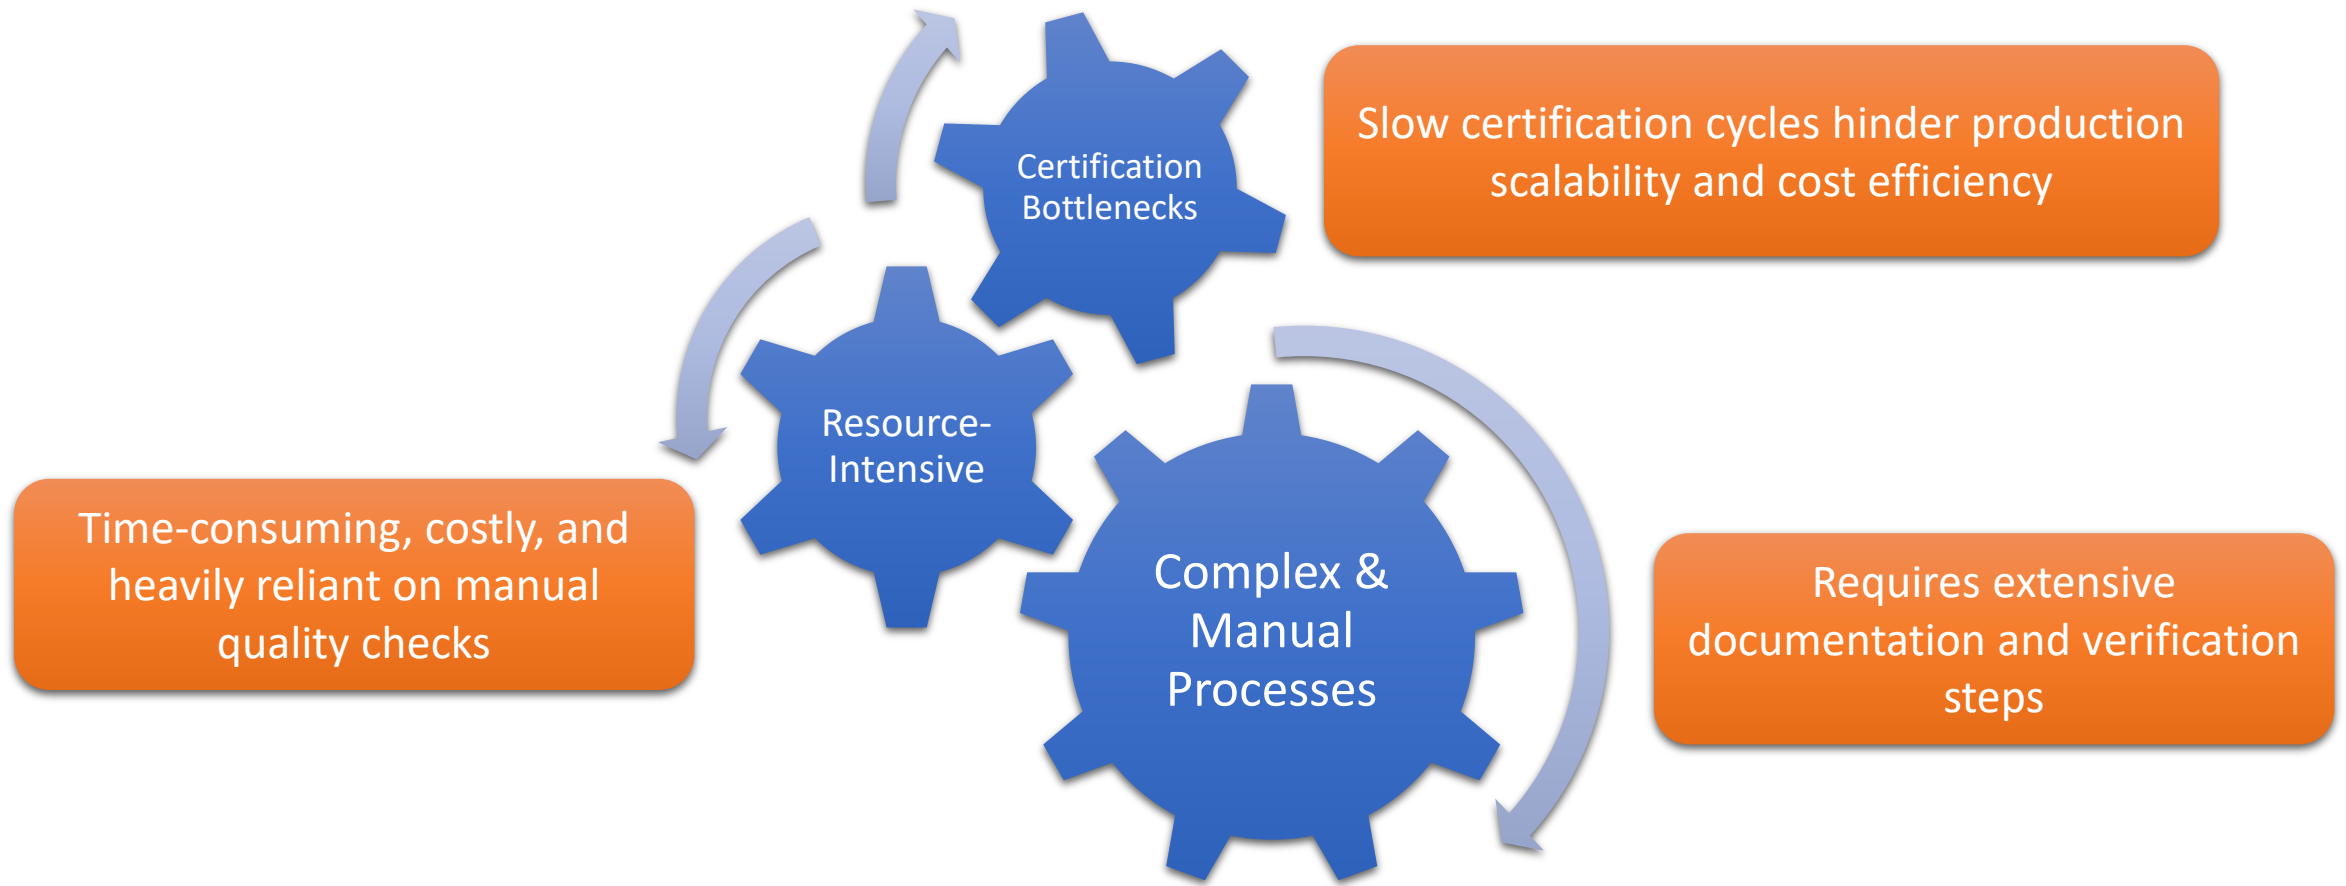 Certification
Bottlenecks
Slow certification cycles hinder production
scalability and cost efficiency
Resource-
Intensive
Time-consuming, costly, and
heavily reliant on manual
quality checks
Complex &
Manual
Processes
Requires extensive
documentation and verification
steps